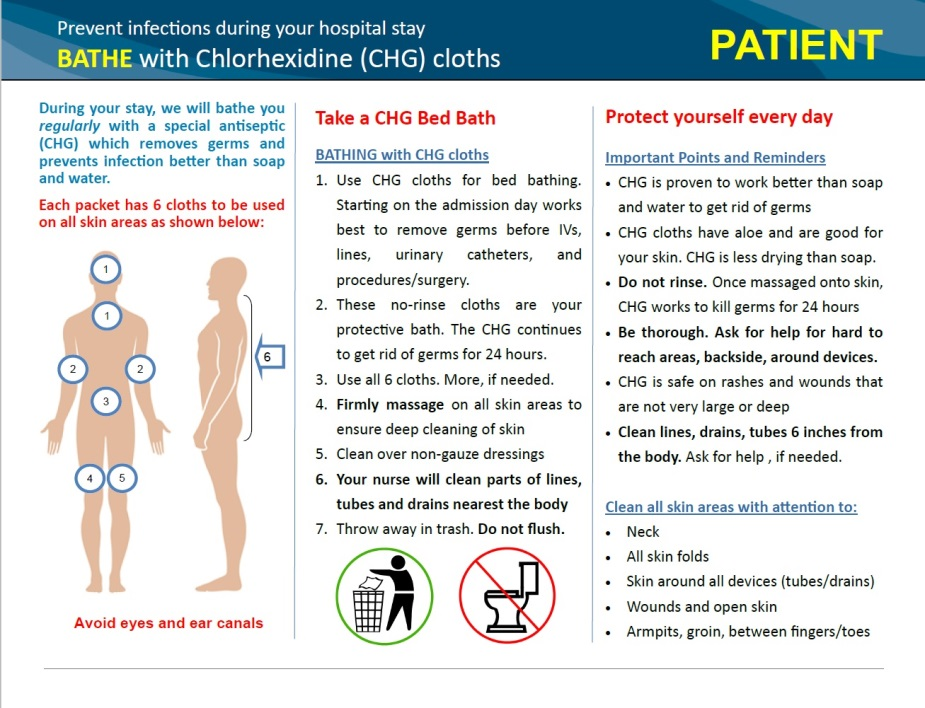 Prevent infections during your hospital stay
BATHE with Chlorhexidine (CHG) cloths
PATIENT
During your stay, we will bathe you
regularly with a special antiseptic
(CHG) which removes germs and
prevents infection better than soap
and water.
Each packet has 6 cloths to be used
on all skin areas as shown below:
1
1
2
2
3
4
5
6
Avoid eyes and ear canals
Take a CHG Bed Bath
BATHING with CHG cloths
1. Use CHG cloths for bed bathing.
Starting on the admission day works
best to remove germs before IVs,
lines, urinary catheters, and
procedures/surgery.
2. These no-rinse cloths are your
protective bath. The CHG continues
to get rid of germs for 24 hours.
3. Use all 6 cloths. More, if needed.
4. Firmly massage on all skin areas to
ensure deep cleaning of skin
5. Clean over non-gauze dressings
6. Your nurse will clean parts of lines,
tubes and drains nearest the body
7. Throw away in trash. Do not flush.
Protect yourself every day
Important Points and Reminders
• CHG is proven to work better than soap
and water to get rid of germs
• CHG cloths have aloe and are good for
your skin. CHG is less drying than soap.
• Do not rinse. Once massaged onto skin,
CHG works to kill germs for 24 hours
• Be thorough. Ask for help for hard to
reach areas, backside, around devices.
• CHG is safe on rashes and wounds that
are not very large or deep
• Clean lines, drains, tubes 6 inches from
the body. Ask for help , if needed.
Clean all skin areas with attention to:
• Neck
• All skin folds
• Skin around all devices (tubes/drains)
• Wounds and open skin
• Armpits, groin, between fingers/toes